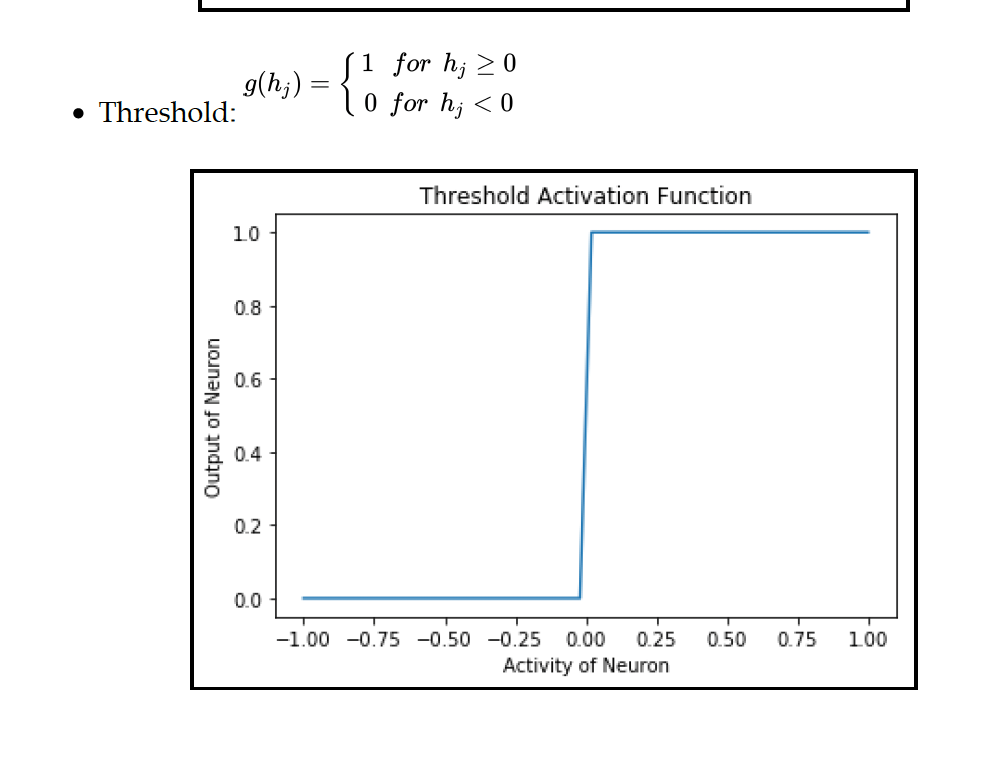 g(h_j) = { 1 for h_j ≥ 0
0 for h_j < 0
• Threshold:
Threshold Activation Function
1.0
0.8
0.6
0.4
0.2
0.0
Output of Neuron
−1.00 −0.75 −0.50 −0.25 0.00 0.25 0.50 0.75 1.00
Activity of Neuron